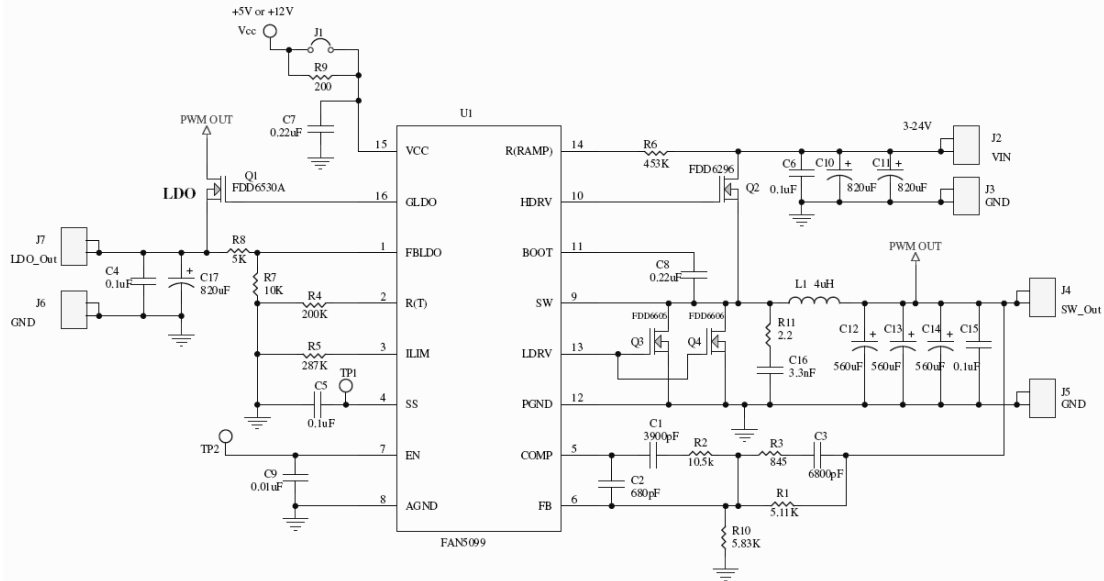 +5V or +12V
Vcc
J1
R9
200
PWM OUT
C7
0.22uF
U1
3-24V
J2
VIN
15
VCC
R(RAMP)
14
R6
453K
C6
0.1uF
C10
820uF
C11
820uF
Q1
FDD6530A
LDO
FDD6296
Q2
J3
GND
16
GLDO
HDRV
10
J7
LDO_Out
R8
5K
1
FBLDO
BOOT
11
PWM OUT
C4
0.1uF
C17
820uF
R7
10K
C8
0.22uF
J6
GND
R4
200K
2
R(T)
SW
9
L1 4uH
J4
SW_Out
FDD6605
FDD6606
R11
2.2
Q3
Q4
C12
560uF
C13
560uF
C14
560uF
C15
0.1uF
R5
287K
3
ILIM
LDRV
13
C16
3.3nF
C5
0.1uF
TP1
4
SS
PGND
12
J5
GND
TP2
7
EN
COMP
5
C1
3900pF
R2
10.5k
R3
845
C3
6800pF
C9
0.01uF
C2
680pF
8
AGND
FB
6
R1
5.11K
R10
5.83K
FAN5099